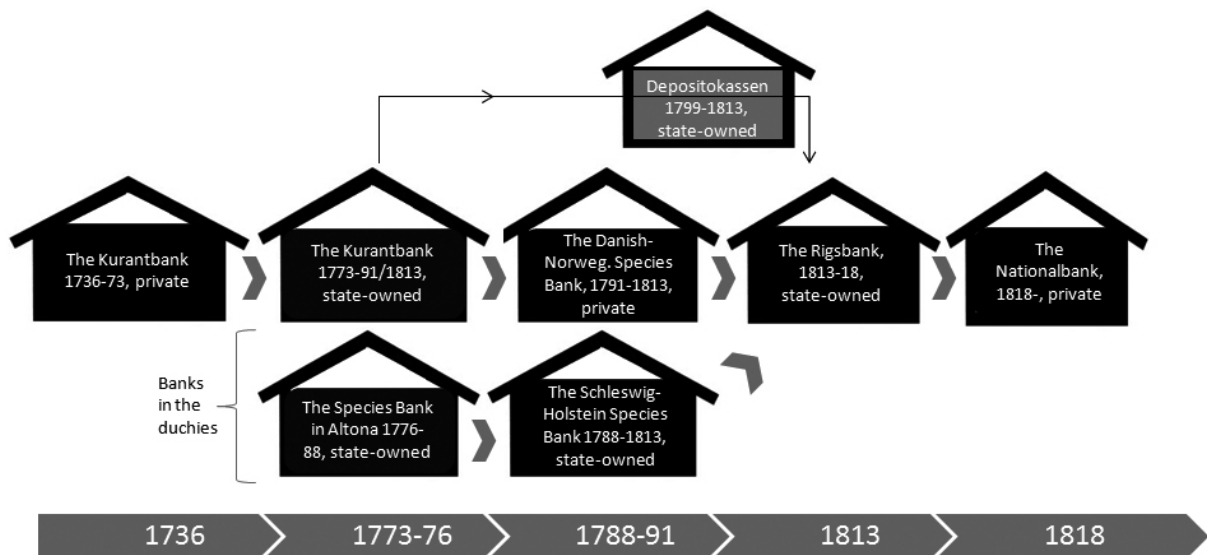 Depositokassen
1799-1813,
state-owned
The Kurantbank
1736-73, private
The Kurantbank
1773-91/1813,
state-owned
The Danish-
Norweg. Species
Bank, 1791-1813,
private
The Rigsbank,
1813-18,
state-owned
The
Nationalbank,
1818-, private
Banks
in the
duchies
The Species Bank
in Altona 1776-
88, state-owned
The Schleswig-
Holstein Species
Bank 1788-1813,
state-owned
1736
1773-76
1788-91
1813
1818